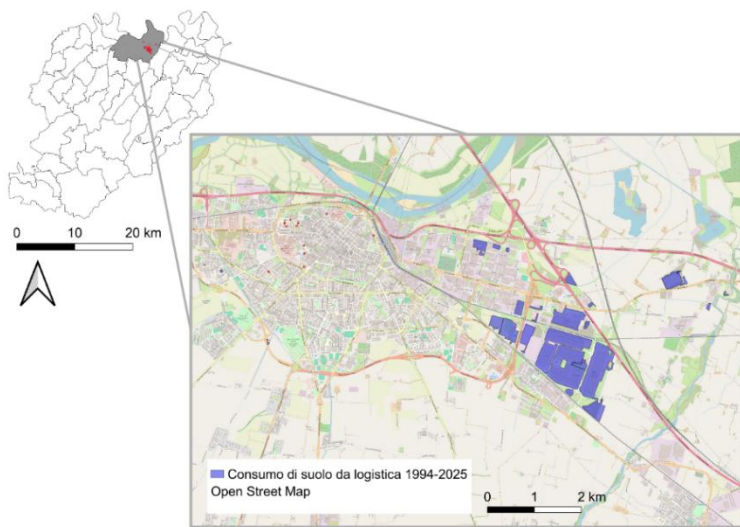 0 10 20 km
Consumo di suolo da logistica 1994-2025
Open Street Map
0 1 2 km